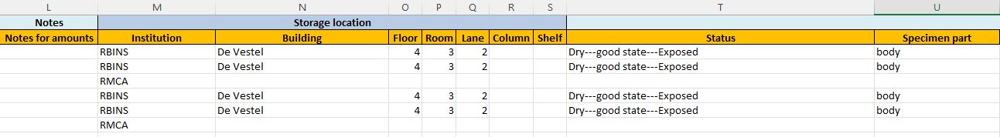 L M N O P Q R S T U
Notes Storage location
Notes for amounts Institution Building Floor Room Lane Column Shelf Status Specimen part
RBINS De Vestel 4 3 2 Dry---good state---Exposed body
RBINS De Vestel 4 3 2 Dry---good state---Exposed body
RMCA
RBINS De Vestel 4 3 2 Dry---good state---Exposed body
RBINS De Vestel 4 3 2 Dry---good state---Exposed body
RMCA